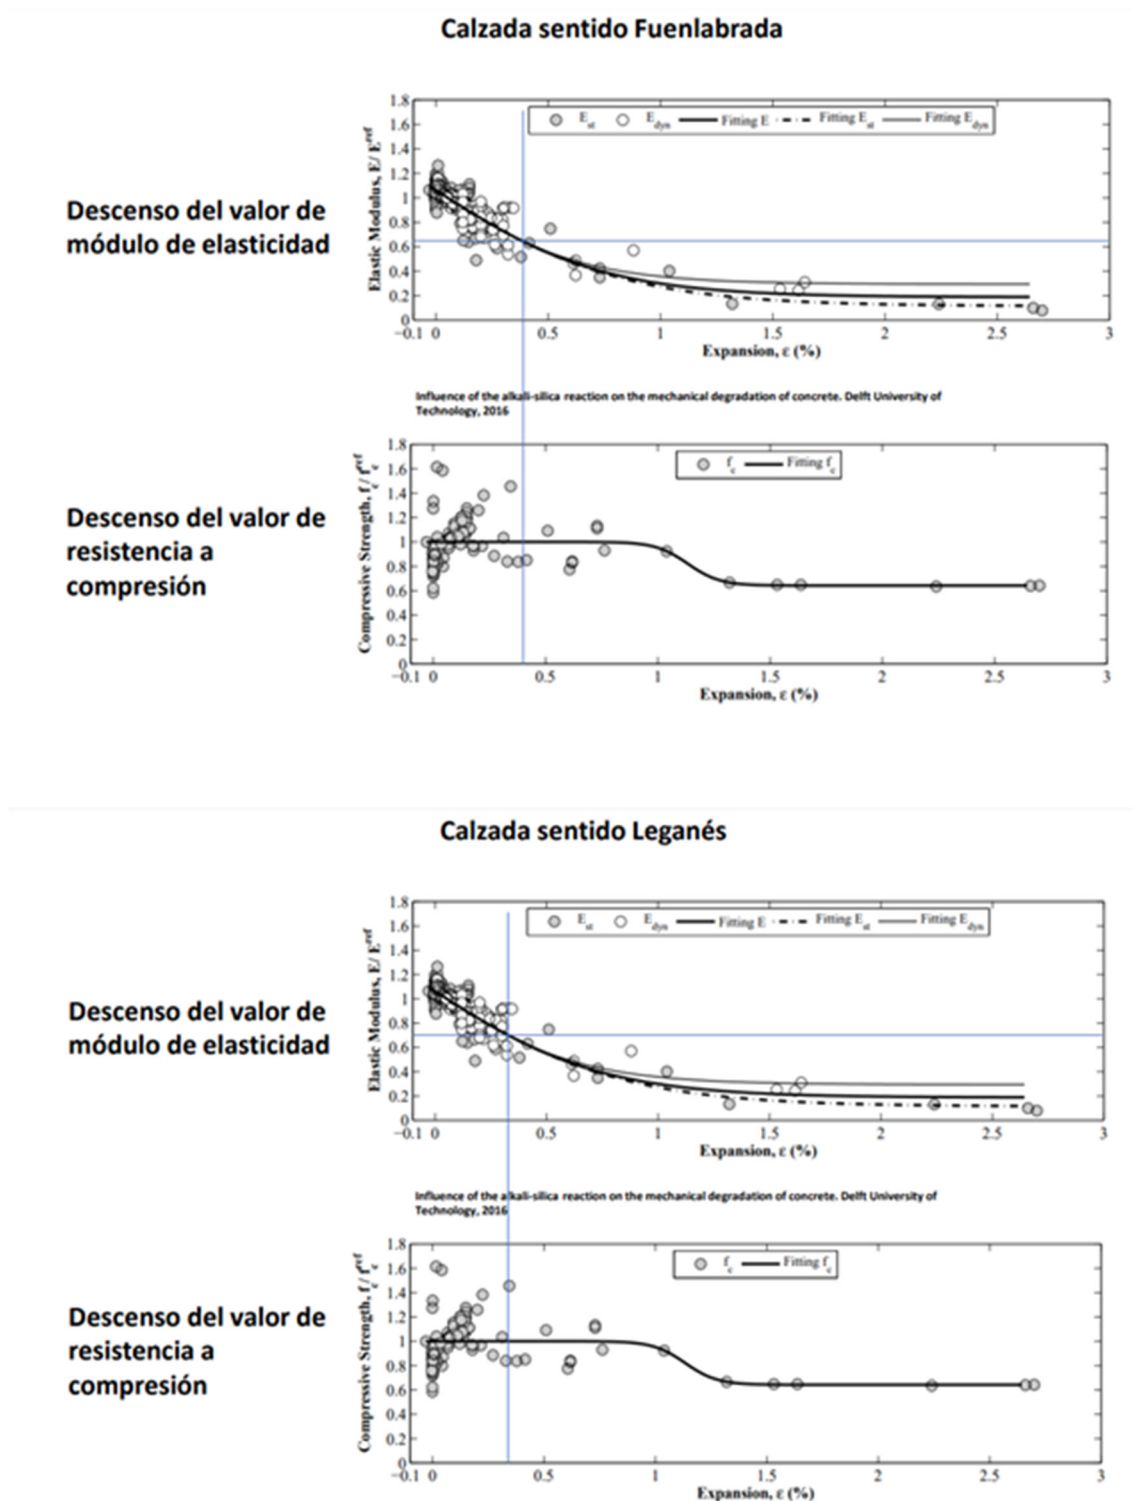 Calzada sentido Fuenlabrada
Descenso del valor de
módulo de elasticidad
Elastic Modulus, E/ E^ref
1.8
1.6
1.4
1.2
1
0.8
0.6
0.4
0.2
0
E_st E_dyn Fitting E Fitting E_st Fitting E_dyn
−0.1 0 0.5 1 1.5 2 2.5 3
Expansion, ε (%)
Influence of the alkali-silica reaction on the mechanical degradation of concrete. Delft University of
Technology, 2016
Descenso del valor de
resistencia a
compresión
Compressive Strength, f_c/ f_c^ref
1.8
1.6
1.4
1.2
1
0.8
0.6
0.4
0.2
0
f_c Fitting f_c
−0.1 0 0.5 1 1.5 2 2.5 3
Expansion, ε (%)
Calzada sentido Leganés
Descenso del valor de
módulo de elasticidad
Elastic Modulus, E/ E^ref
1.8
1.6
1.4
1.2
1
0.8
0.6
0.4
0.2
0
E_st E_dyn Fitting E Fitting E_st Fitting E_dyn
−0.1 0 0.5 1 1.5 2 2.5 3
Expansion, ε (%)
Influence of the alkali-silica reaction on the mechanical degradation of concrete. Delft University of
Technology, 2016
Descenso del valor de
resistencia a
compresión
Compressive Strength, f_c/ f_c^ref
1.8
1.6
1.4
1.2
1
0.8
0.6
0.4
0.2
0
f_c Fitting f_c
−0.1 0 0.5 1 1.5 2 2.5 3
Expansion, ε (%)